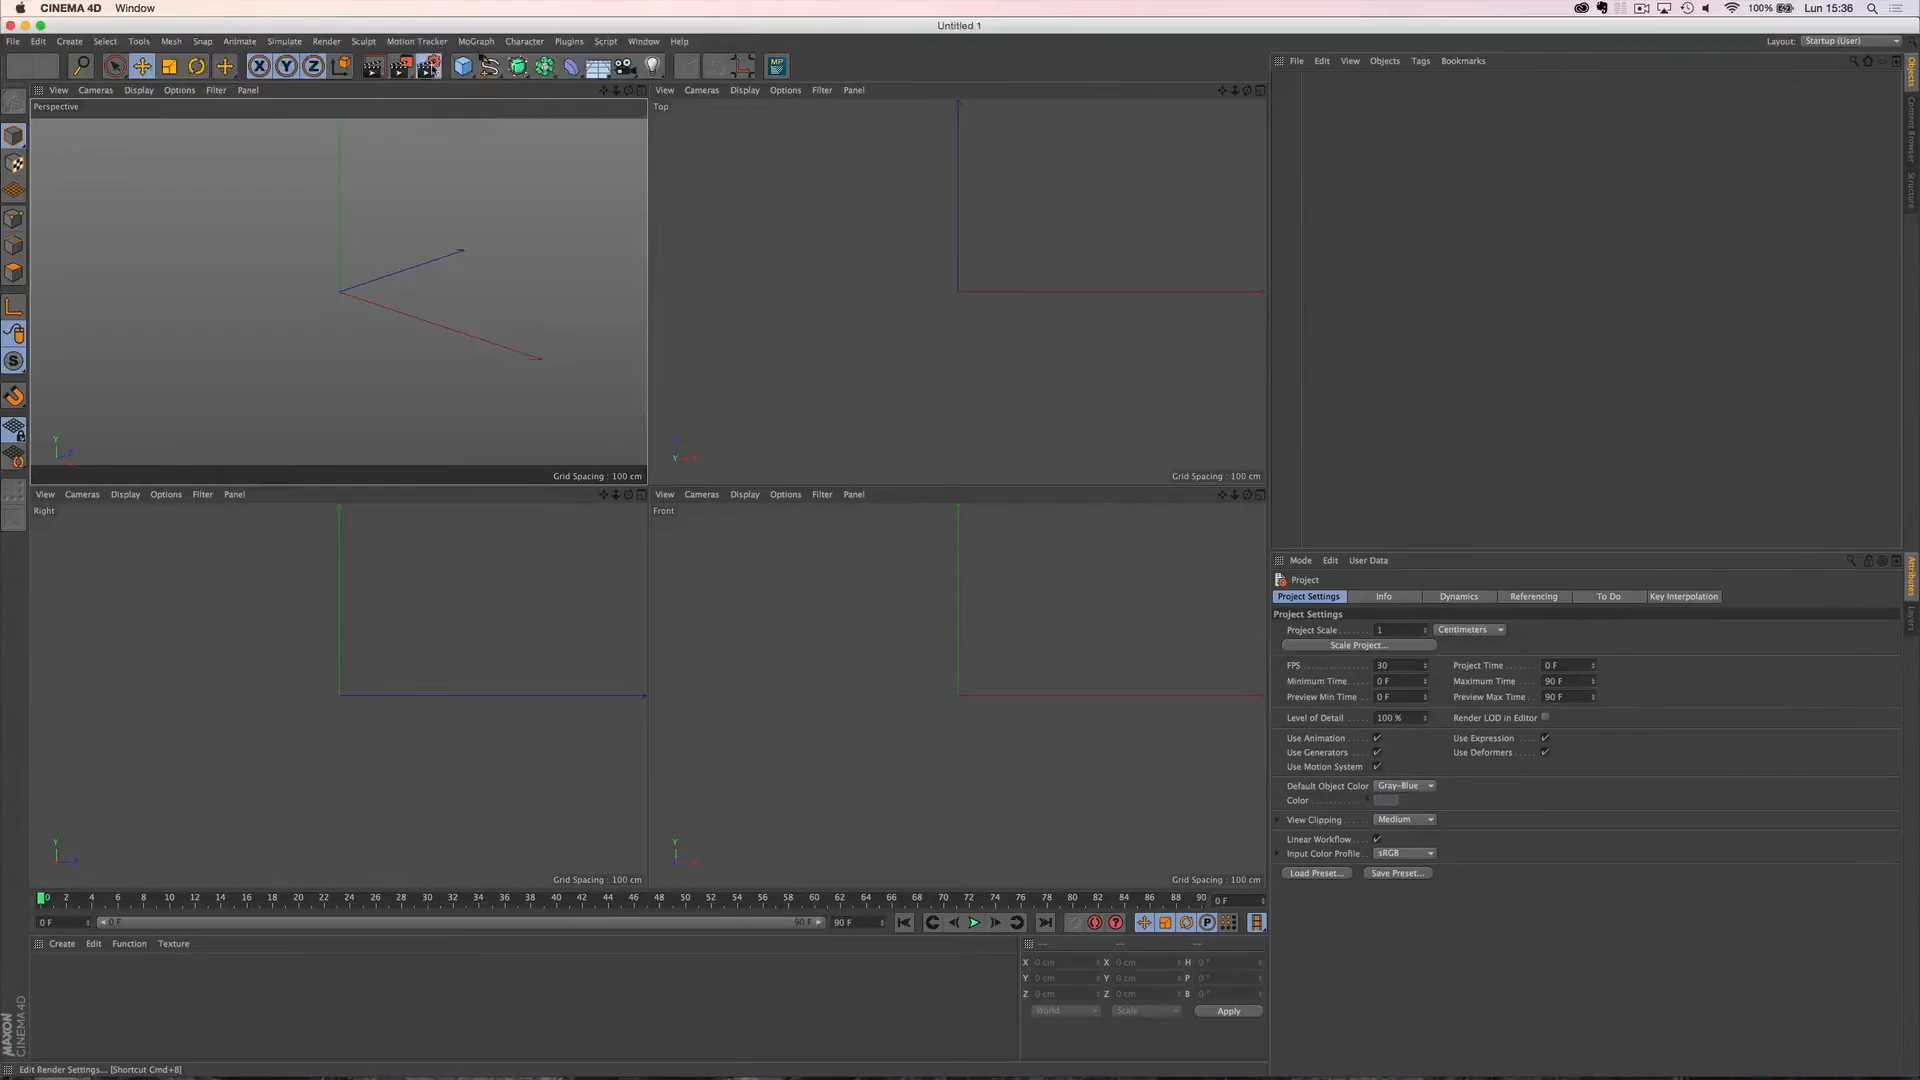 CINEMA 4D Window 100% Lun 15:36
Untitled 1
File Edit Create Select Tools Mesh Snap Animate Simulate Render Sculpt Motion Tracker MoGraph Character Plugins Script Window Help Layout: Startup (User)
X Y Z MP
File Edit View Objects Tags Bookmarks
View Cameras Display Options Filter Panel
Perspective
Y
Z
Grid Spacing : 100 cm
View Cameras Display Options Filter Panel
Top
Y
Grid Spacing : 100 cm
View Cameras Display Options Filter Panel
Right
Y
Z
Grid Spacing : 100 cm
View Cameras Display Options Filter Panel
Front
Y
Grid Spacing : 100 cm
Objects
Content Browser
Structure
Mode Edit User Data
Project
Project Settings Info Dynamics Referencing To Do Key Interpolation
Project Settings
Project Scale 1 Centimeters
Scale Project...
FPS 30 Project Time 0 F
Minimum Time 0 F Maximum Time 90 F
Preview Min Time 0 F Preview Max Time 90 F
Level of Detail 100 % Render LOD in Editor
Use Animation Use Expression
Use Generators Use Deformers
Use Motion System
Default Object Color Gray-Blue
Color
View Clipping Medium
Linear Workflow
Input Color Profile sRGB
Load Preset... Save Preset...
Attributes
Layers
0 2 4 6 8 10 12 14 16 18 20 22 24 26 28 30 32 34 36 38 40 42 44 46 48 50 52 54 56 58 60 62 64 66 68 70 72 74 76 78 80 82 84 86 88 90 0 F
0 F 0 F 90 F 90 F
Create Edit Function Texture
X 0 cm X 0 cm H 0 °
Y 0 cm Y 0 cm P 0 °
Z 0 cm Z 0 cm B 0 °
World Scale Apply
MAXON
CINEMA 4D
Edit Render Settings... [Shortcut Cmd+B]